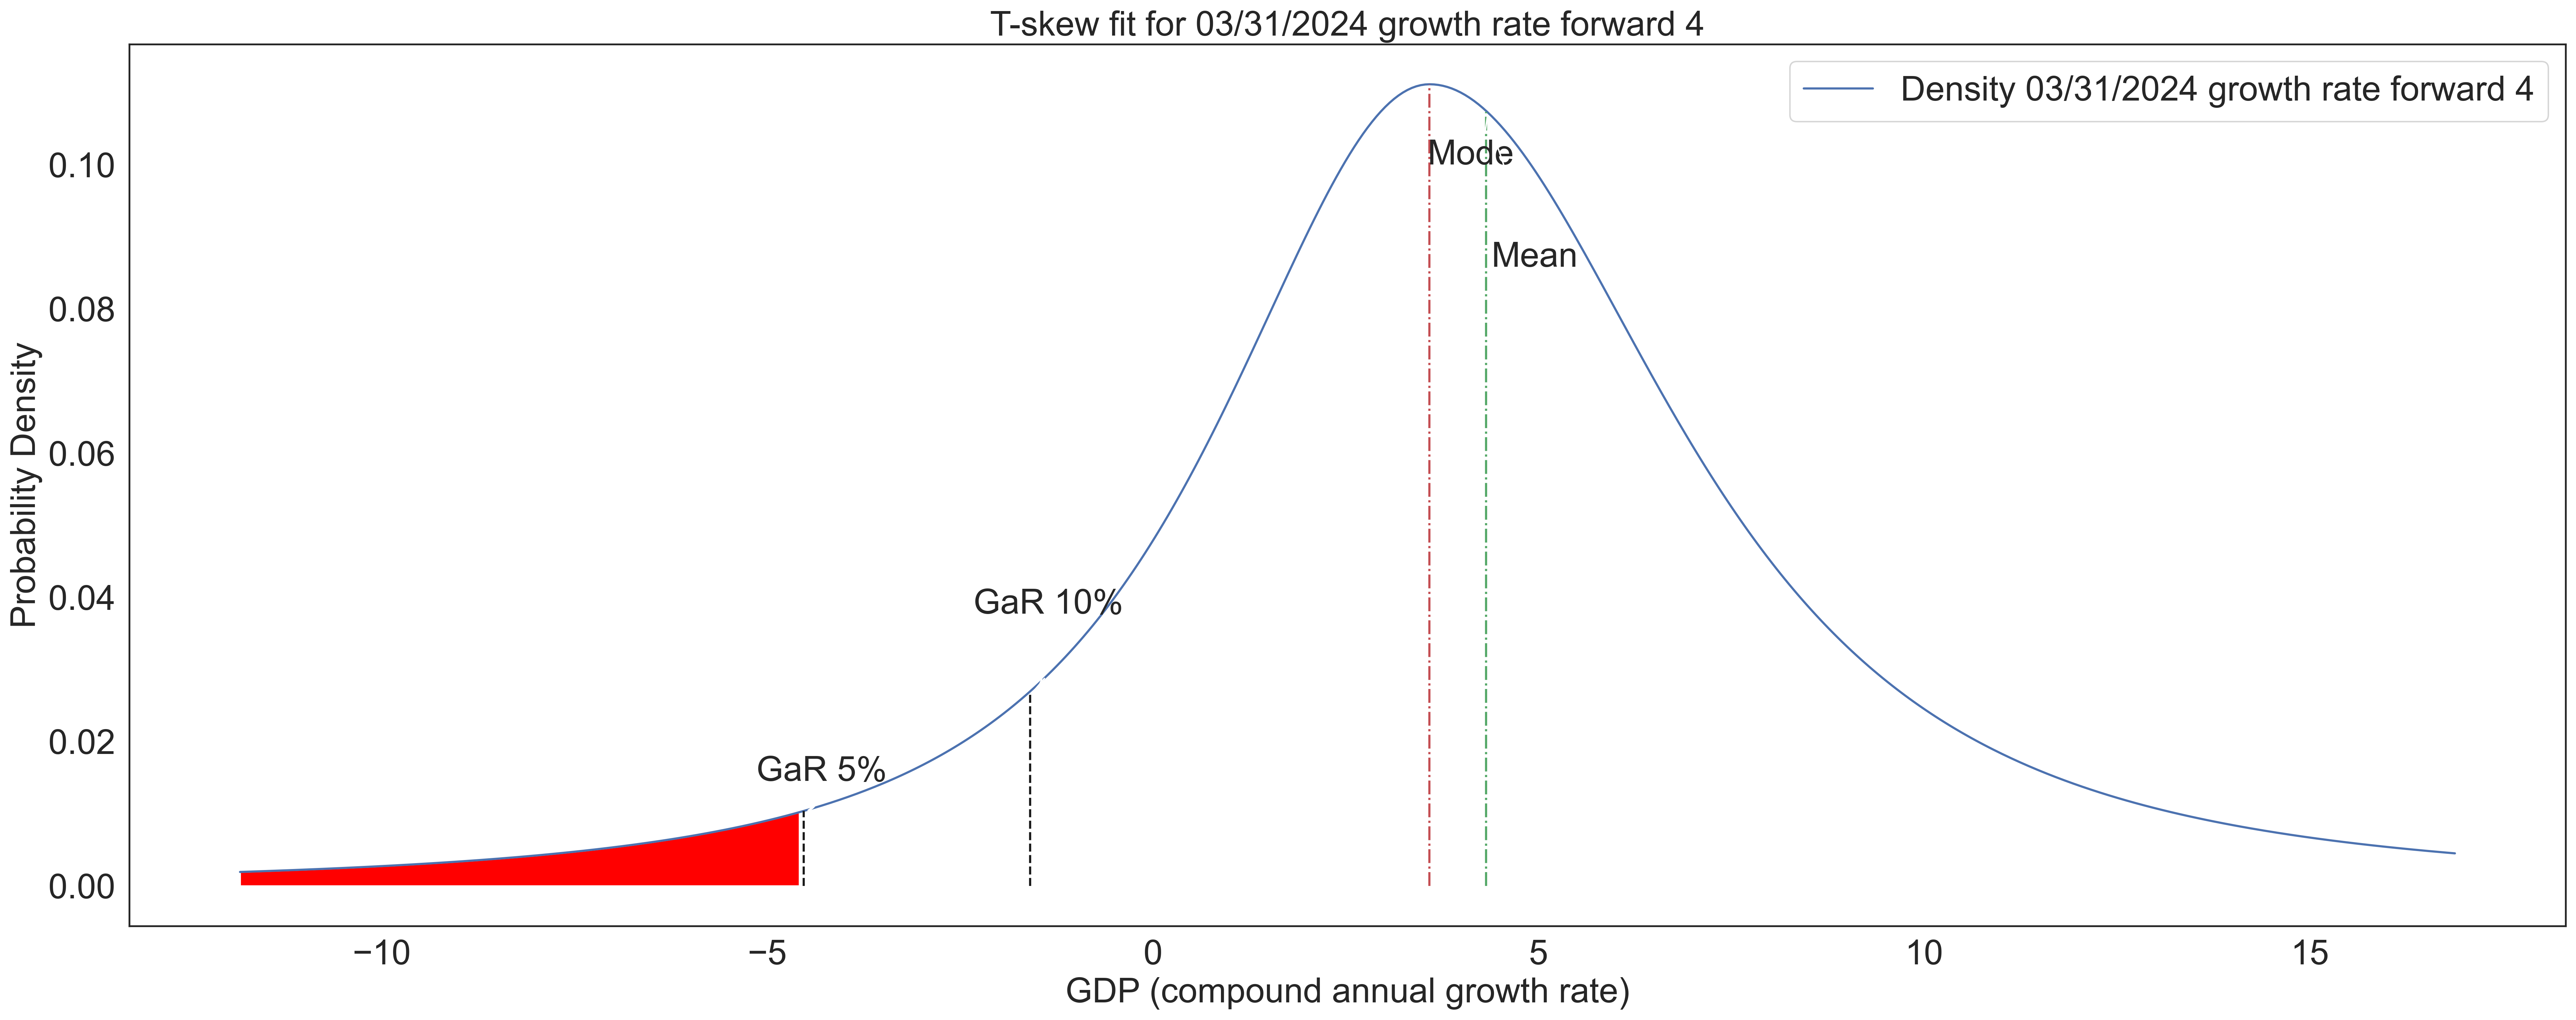 T-skew fit for 03/31/2024 growth rate forward 4
Density 03/31/2024 growth rate forward 4
Mode
Mean
GaR 10%
GaR 5%
Probability Density
0.10
0.08
0.06
0.04
0.02
0.00
−10 −5 0 5 10 15
GDP (compound annual growth rate)